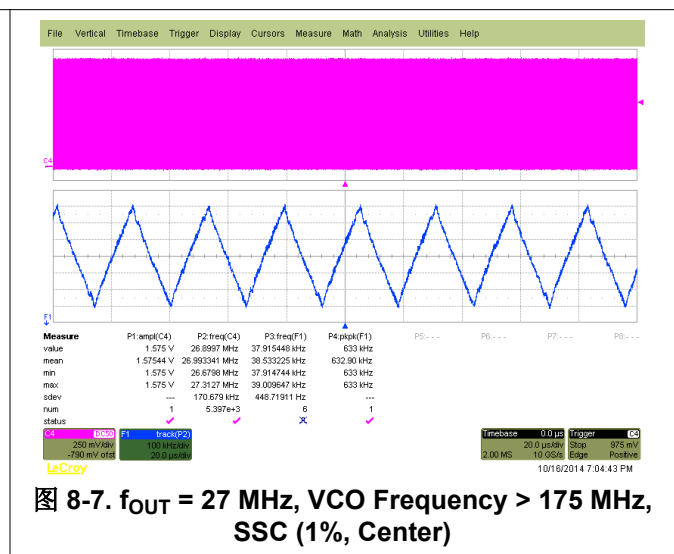 File Vertical Timebase Trigger Display Cursors Measure Math Analysis Utilities Help
C4
F1
Measure P1:ampl(C4) P2:freq(C4) P3:freq(F1) P4:pkpk(F1) P5:- - - P6:- - - P7:- - - P8:- - -
value 1.575 V 26.8997 MHz 37.915448 kHz 633 kHz
mean 1.57544 V 26.993341 MHz 38.533225 kHz 632.90 kHz
min 1.575 V 26.6798 MHz 37.914744 kHz 633 kHz
max 1.575 V 27.3127 MHz 39.009647 kHz 633 kHz
sdev --- 170.679 kHz 448.71911 Hz ---
num 1 5.397e+3 6 1
status
C4 DC50 F1 track(P2) Timebase 0.0 µs Trigger C4
250 mV/div 100 kHz/div 20.0 µs/div Stop 975 mV
-790 mV ofst 20.0 µs/div 2.00 MS 10 GS/s Edge Positive
LeCroy 10/16/2014 7:04:43 PM
图 8-7. fOUT = 27 MHz, VCO Frequency > 175 MHz,
SSC (1%, Center)